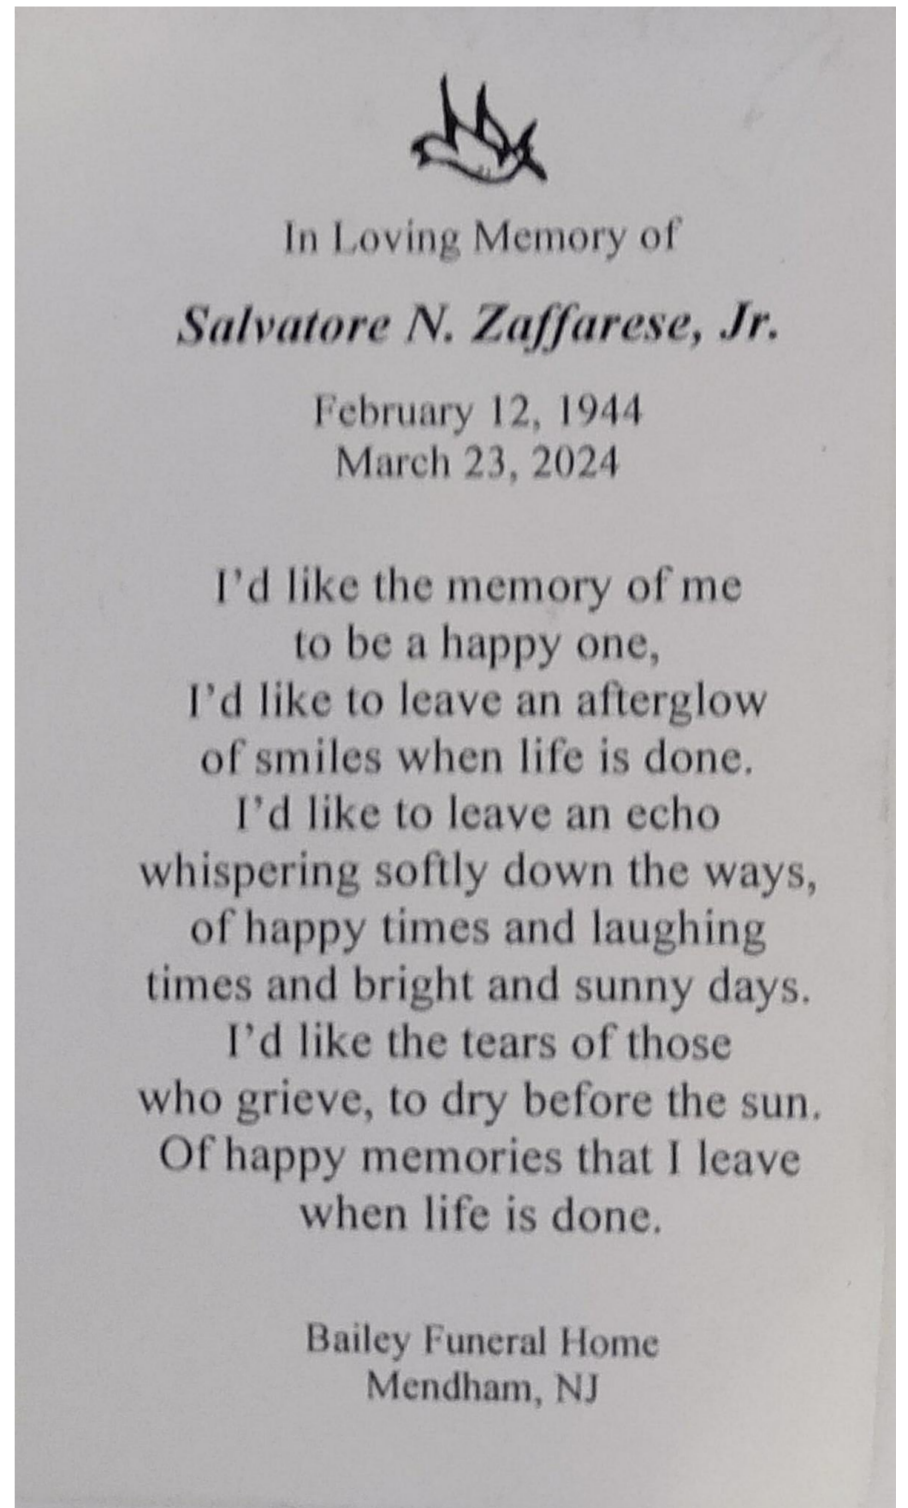 In Loving Memory of
Salvatore N. Zaffarese, Jr.
February 12, 1944
March 23, 2024
I'd like the memory of me
to be a happy one,
I'd like to leave an afterglow
of smiles when life is done.
I'd like to leave an echo
whispering softly down the ways,
of happy times and laughing
times and bright and sunny days.
I'd like the tears of those
who grieve, to dry before the sun.
Of happy memories that I leave
when life is done.
Bailey Funeral Home
Mendham, NJ